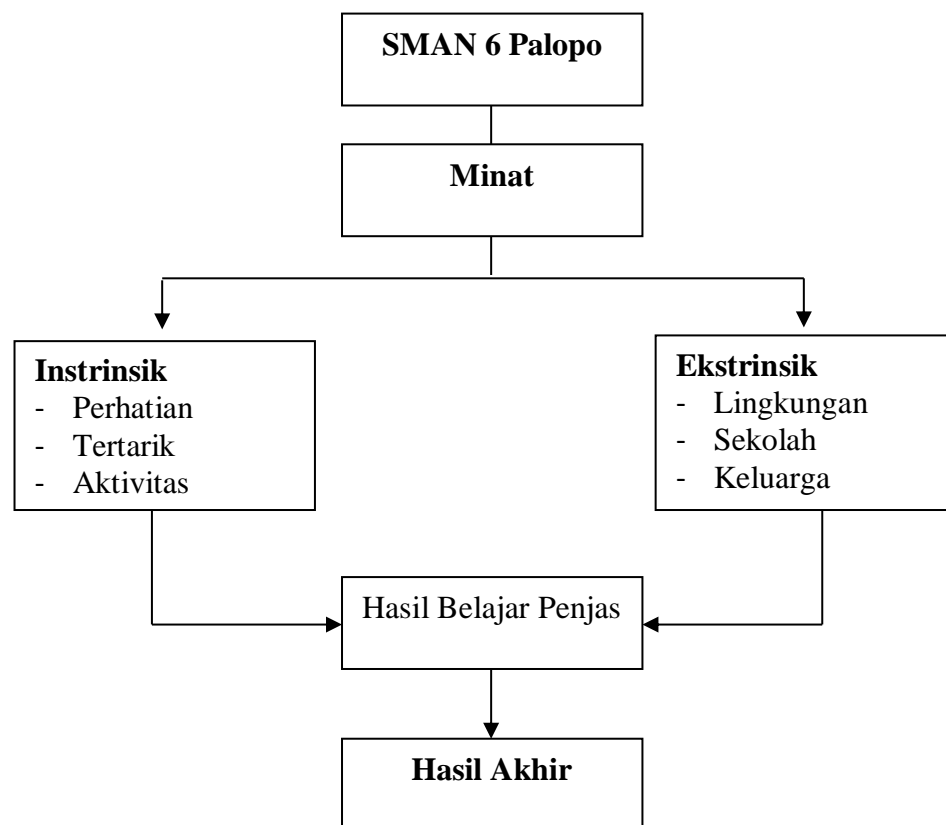 SMAN 6 Palopo
Minat
Instrinsik
- Perhatian
- Tertarik
- Aktivitas
Ekstrinsik
- Lingkungan
- Sekolah
- Keluarga
Hasil Belajar Penjas
Hasil Akhir